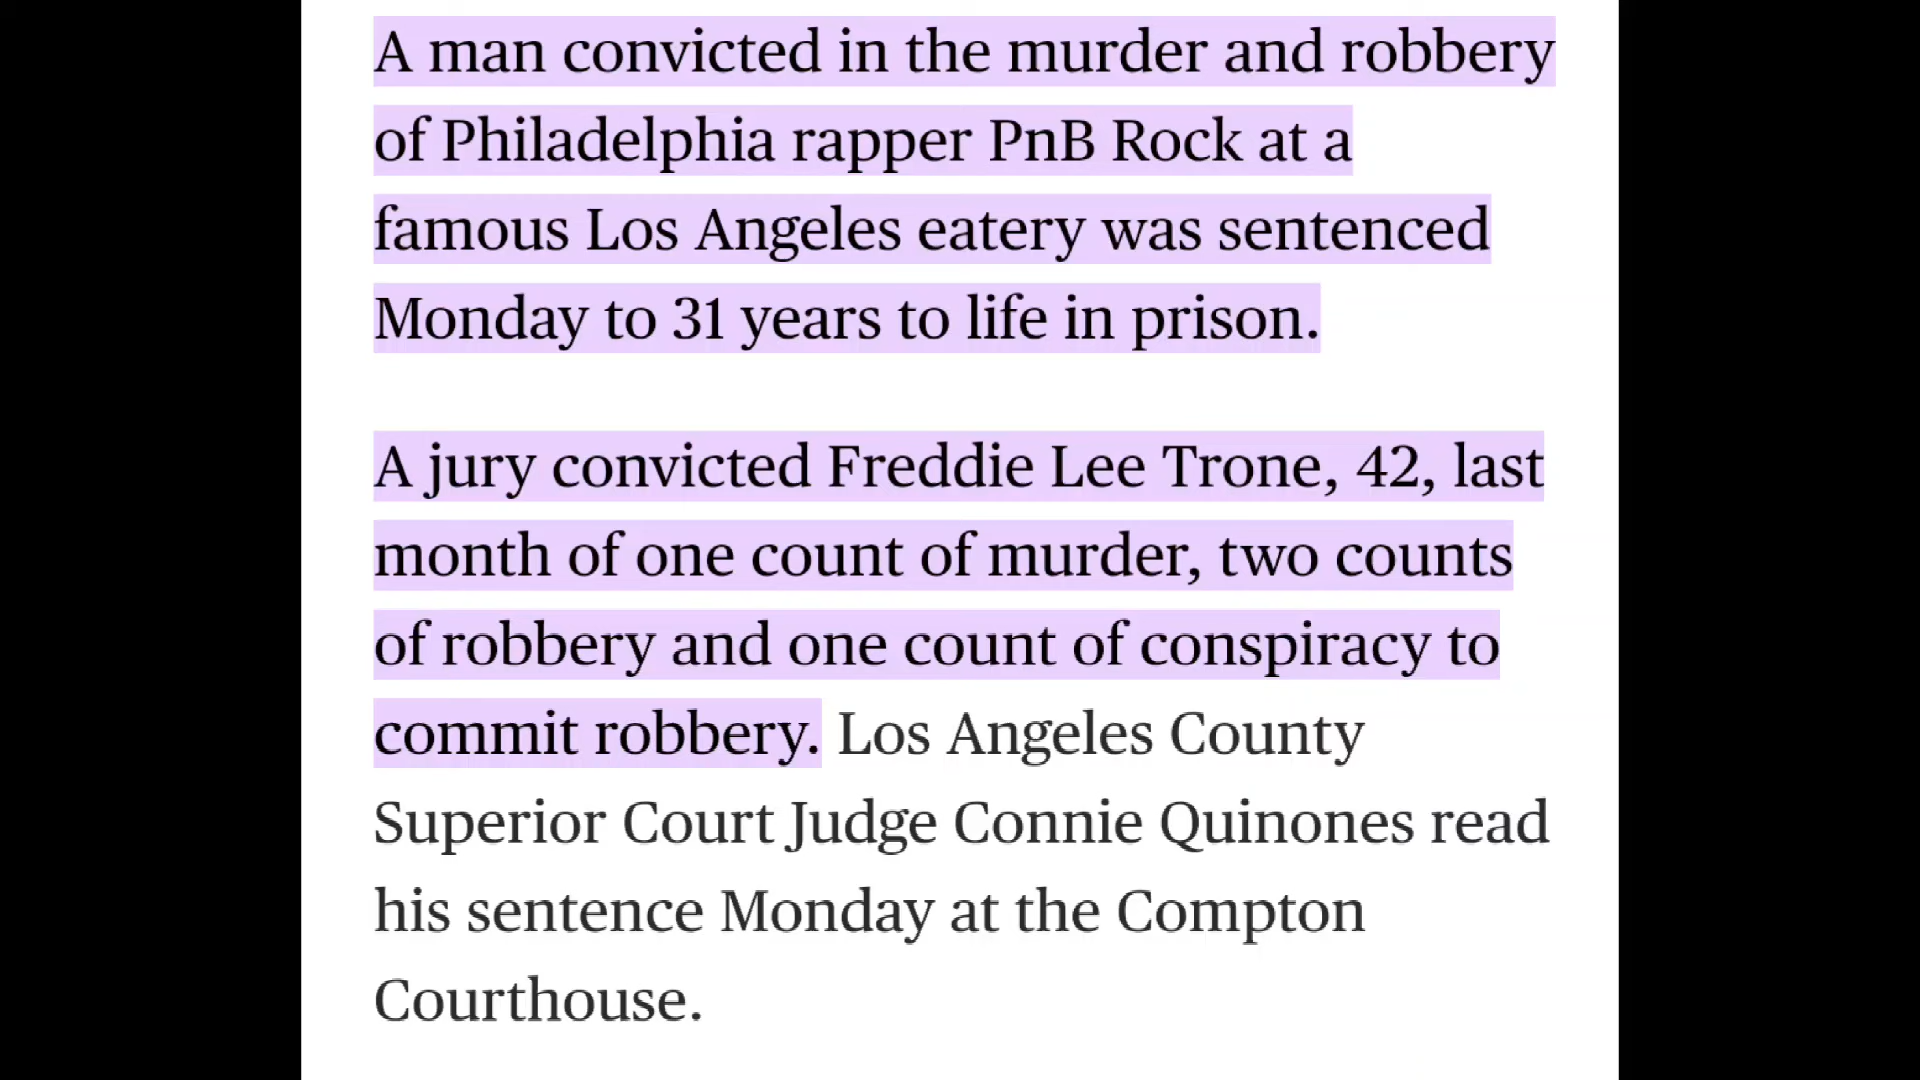 A man convicted in the murder and robbery
of Philadelphia rapper PnB Rock at a
famous Los Angeles eatery was sentenced
Monday to 31 years to life in prison.
A jury convicted Freddie Lee Trone, 42, last
month of one count of murder, two counts
of robbery and one count of conspiracy to
commit robbery. Los Angeles County
Superior Court Judge Connie Quinones read
his sentence Monday at the Compton
Courthouse.